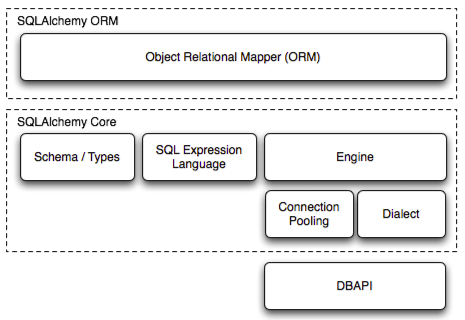 SQLAlchemy ORM
Object Relational Mapper (ORM)
SQLAlchemy Core
Schema / Types
SQL Expression
Language
Engine
Connection
Pooling
Dialect
DBAPI